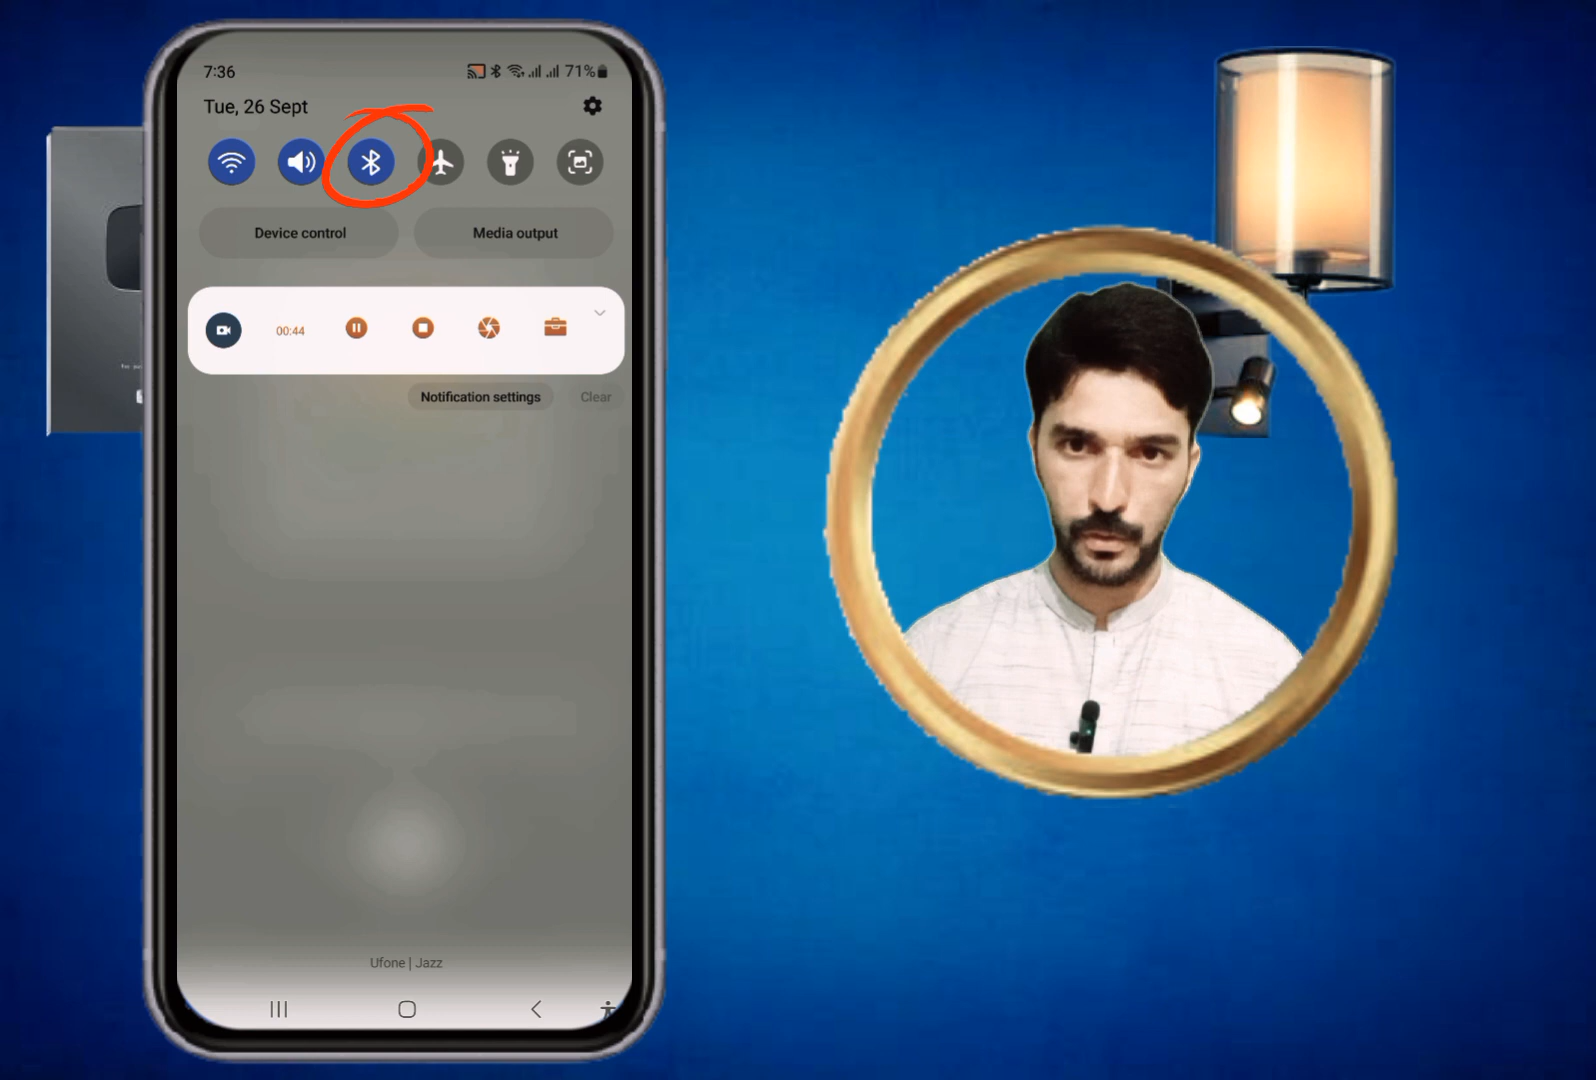 7:36
71%
Tue, 26 Sept
Device control
Media output
00:44
Notification settings
Clear
Ufone | Jazz